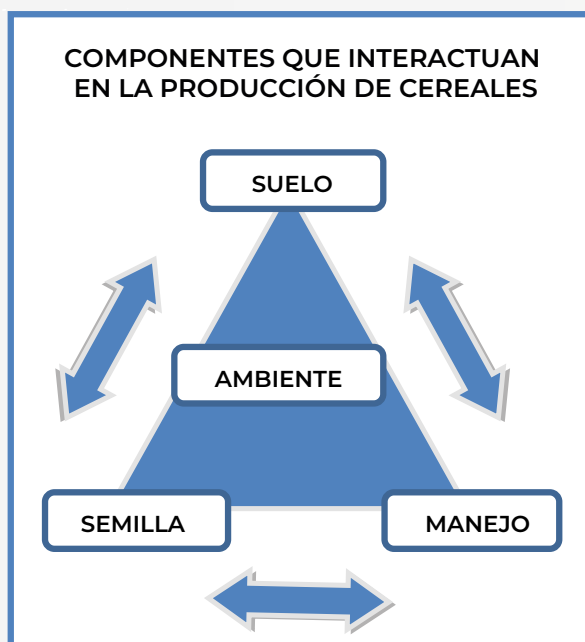 COMPONENTES QUE INTERACTUAN
EN LA PRODUCCIÓN DE CEREALES
SUELO
AMBIENTE
SEMILLA
MANEJO